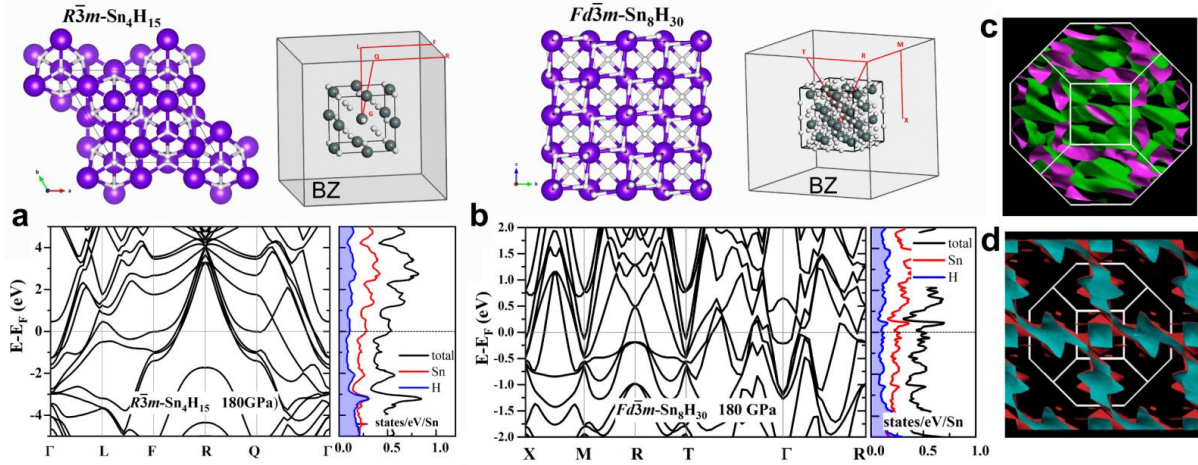 R3̄m-Sn₄H₁₅
Fd3̄m-Sn₈H₃₀
c
L
F
Q
R
G
BZ
b
a
c
b
T
R
M
X
BZ
a
E-E_F (eV)
4
2
0
-2
-4
R3̄m-Sn₄H₁₅ 180GPa)
Γ L F R Q Γ
total
Sn
H
states/eV/Sn
0.0 0.5 1.0
b
E-E_F (eV)
2.0
1.5
1.0
0.5
0.0
-0.5
-1.0
-1.5
-2.0
Fd3̄m-Sn₈H₃₀ 180 GPa
X M R T Γ R
total
Sn
H
states/eV/Sn
0.0 0.5 1.0
d